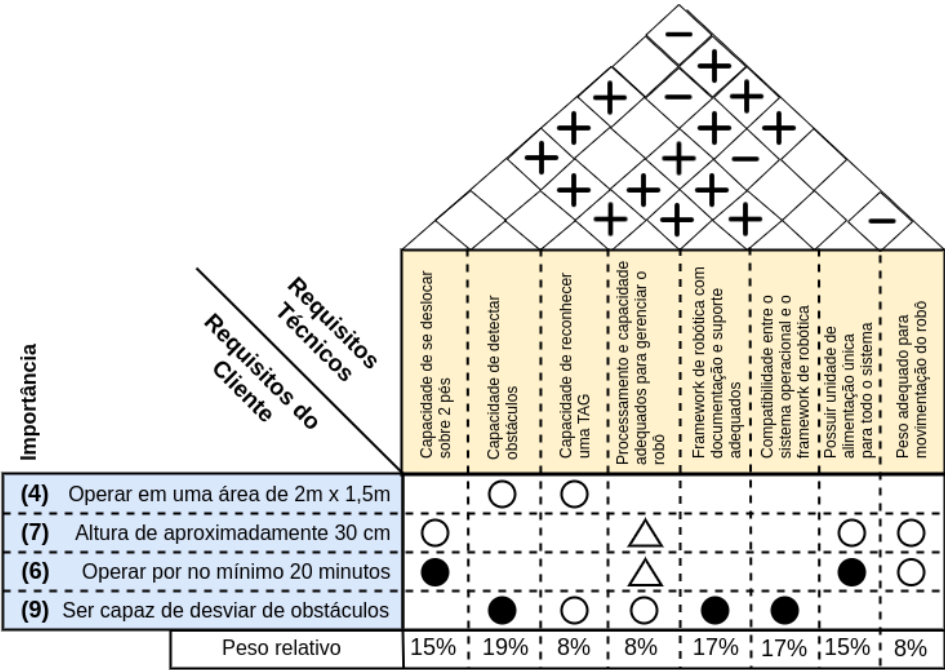 Requisitos
Técnicos
Requisitos do
Cliente
Importância
Capacidade de se deslocar
sobre 2 pés
Capacidade de detectar
obstáculos
Capacidade de reconhecer
uma TAG
Processamento e capacidade
adequados para gerenciar o
robô
Framework de robótica com
documentação e suporte
adequados
Compatibilidade entre o
sistema operacional e o
framework de robótica
Possuir unidade de
alimentação única
para todo o sistema
Peso adequado para
movimentação do robô
(4) Operar em uma área de 2m x 1,5m
(7) Altura de aproximadamente 30 cm
(6) Operar por no mínimo 20 minutos
(9) Ser capaz de desviar de obstáculos
Peso relativo 15% 19% 8% 8% 17% 17% 15% 8%